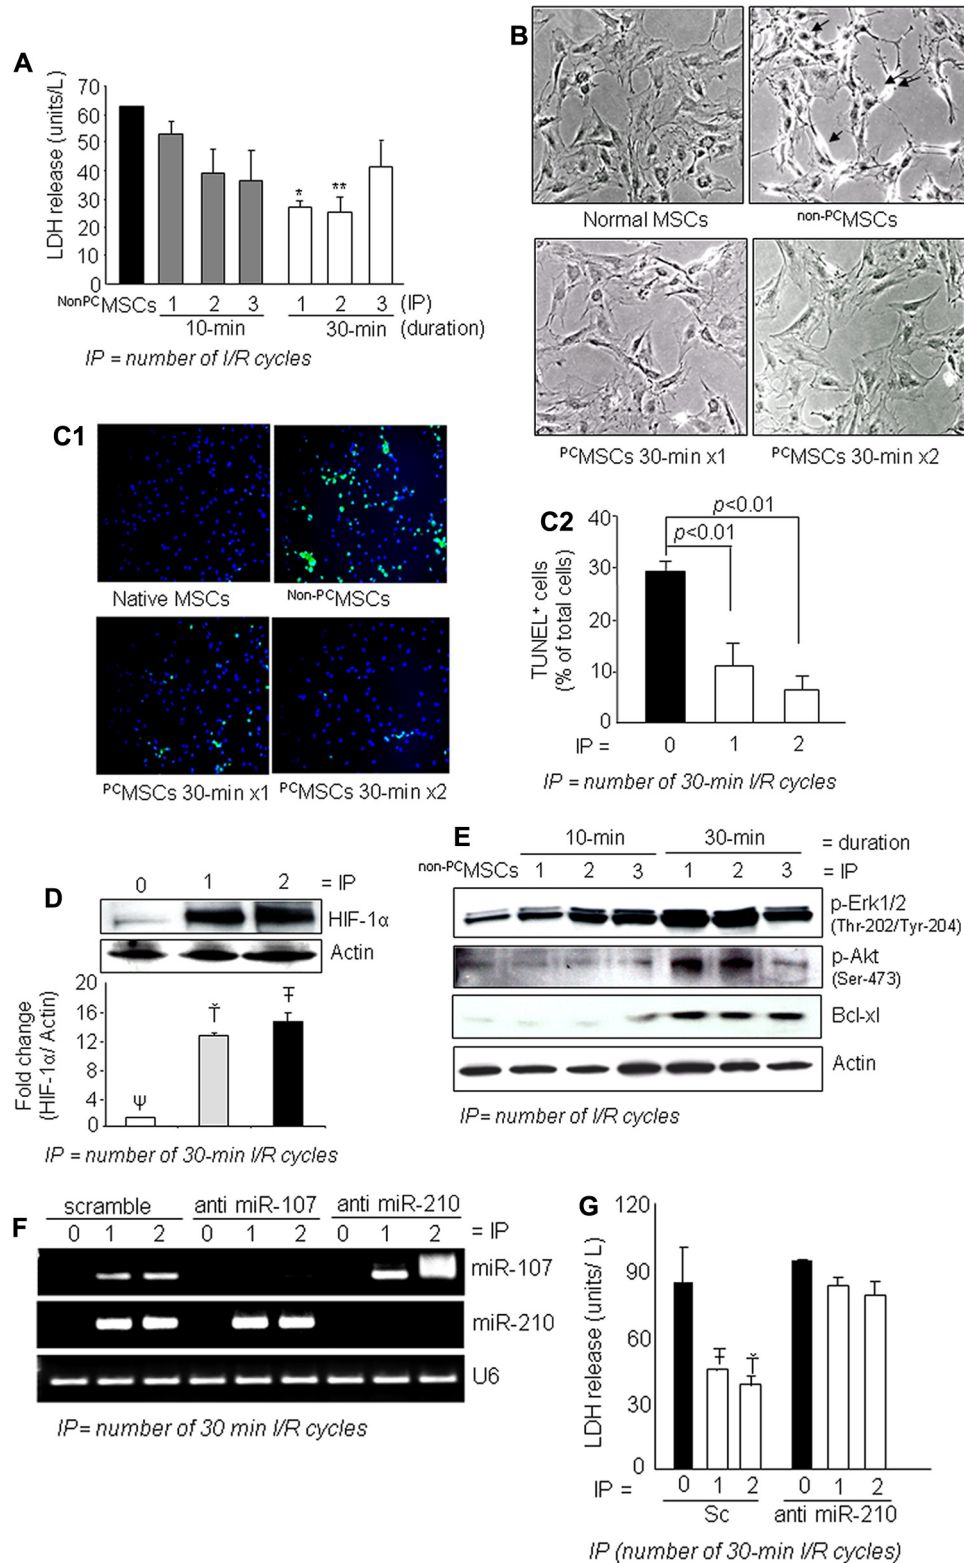 A
LDH release (units/L)
70
60
50
40
30
20
10
0
* **
NonPCMSCs 1 2 3 1 2 3 (IP)
10-min 30-min (duration)
IP = number of I/R cycles
B
Normal MSCs
non-PCMSCs
PCMSCs 30-min x1
PCMSCs 30-min x2
C1
Native MSCs
Non-PCMSCs
PCMSCs 30-min x1
PCMSCs 30-min x2
C2
p<0.01
p<0.01
TUNEL+ cells
(% of total cells)
40
30
20
10
0
IP = 0 1 2
IP = number of 30-min I/R cycles
D
0 1 2 = IP
HIF-1α
Actin
Fold change
(HIF-1α/ Actin)
20
16
12
8
4
0
Ψ
IP = number of 30-min I/R cycles
E
10-min 30-min = duration
non-PCMSCs 1 2 3 1 2 3 = IP
p-Erk1/2
(Thr-202/Tyr-204)
p-Akt
(Ser-473)
Bcl-xl
Actin
IP= number of I/R cycles
F
scramble anti miR-107 anti miR-210
0 1 2 0 1 2 0 1 2 = IP
miR-107
miR-210
U6
IP= number of 30 min I/R cycles
G
LDH release (units/ L)
120
90
60
30
0
IP = 0 1 2 0 1 2
Sc anti miR-210
IP (number of 30-min I/R cycles)